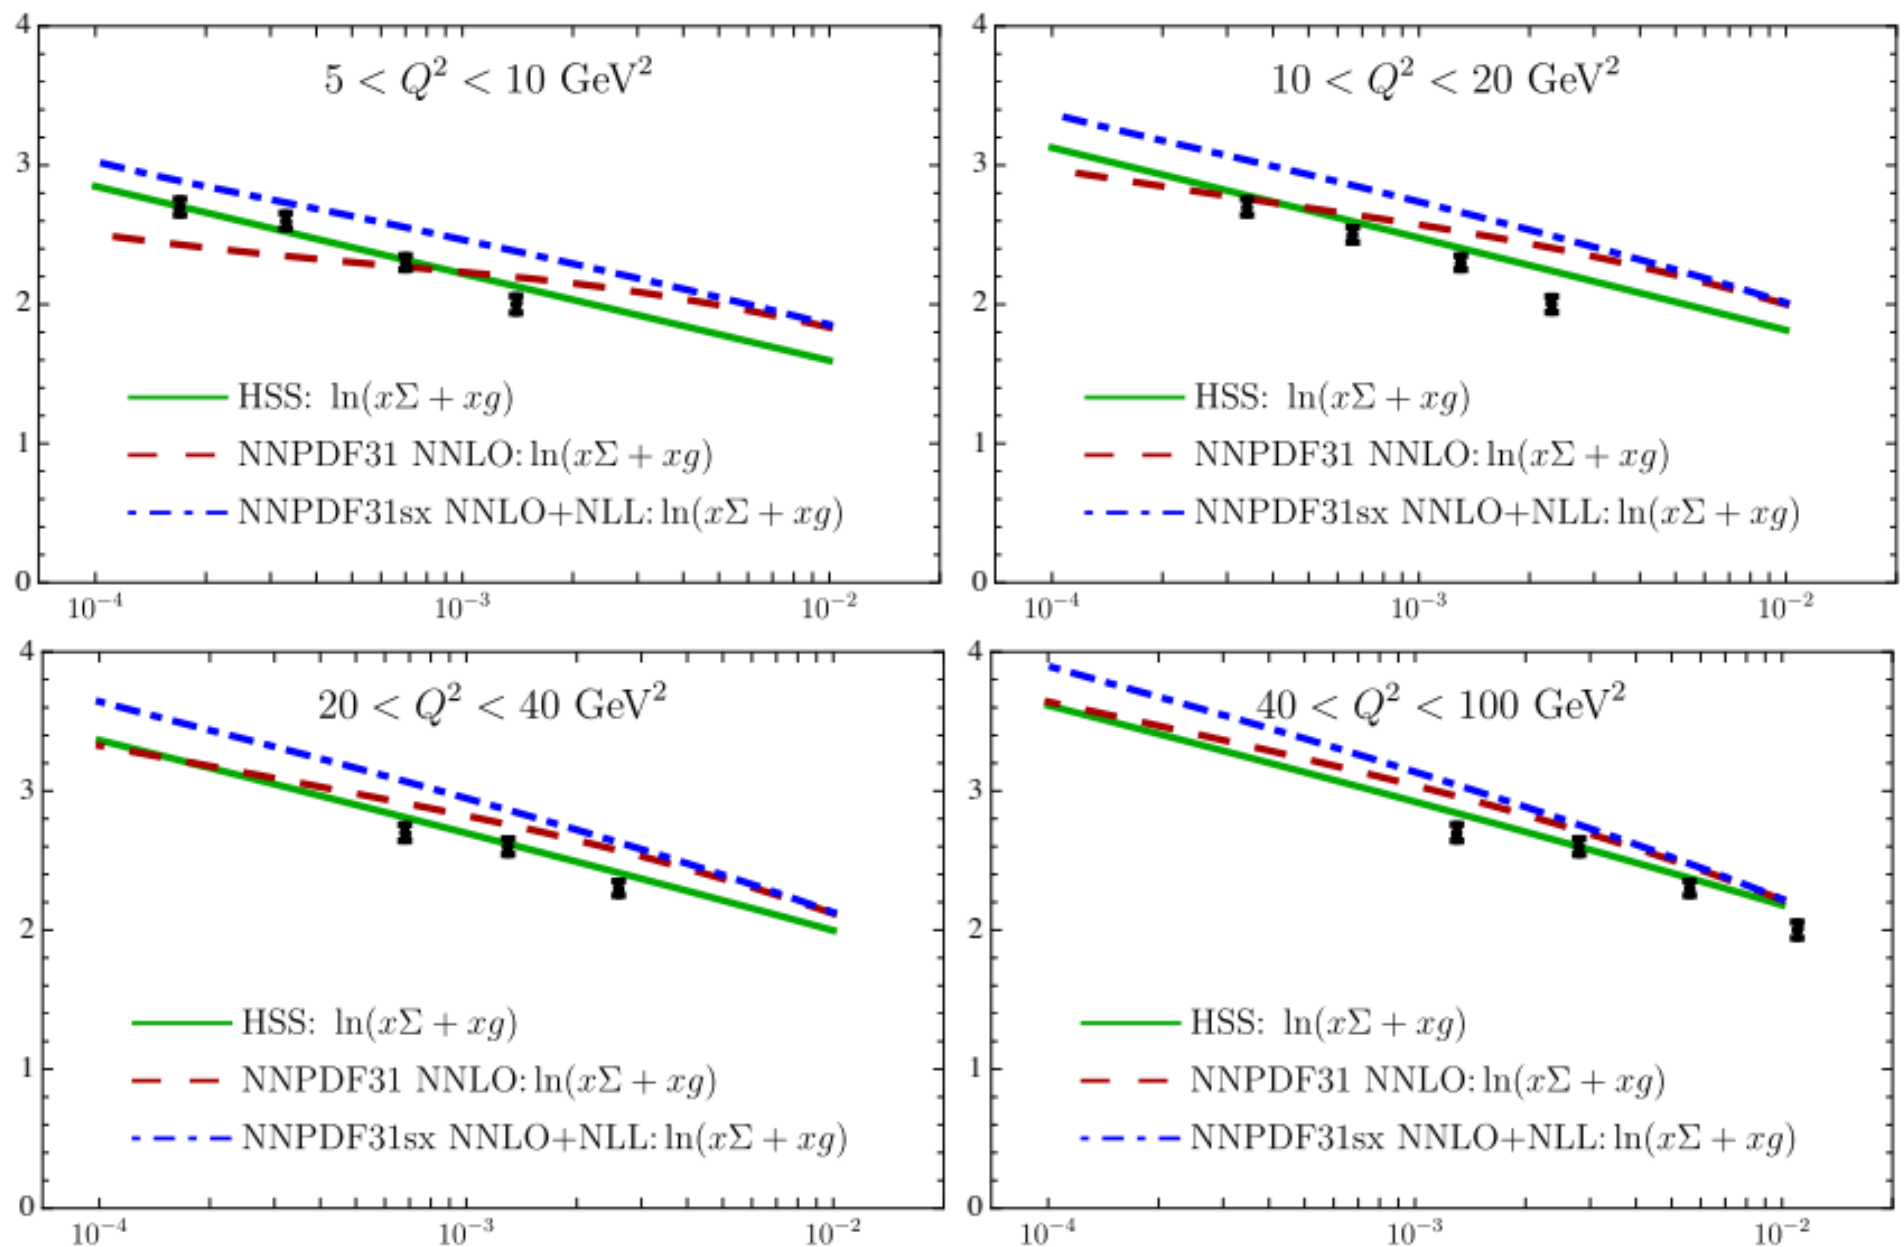 4
3
2
1
0
5 < Q² < 10 GeV²
HSS: ln(xΣ + xg)
NNPDF31 NNLO: ln(xΣ + xg)
NNPDF31sx NNLO+NLL: ln(xΣ + xg)
10⁻⁴ 10⁻³ 10⁻²
4
3
2
1
0
10 < Q² < 20 GeV²
HSS: ln(xΣ + xg)
NNPDF31 NNLO: ln(xΣ + xg)
NNPDF31sx NNLO+NLL: ln(xΣ + xg)
10⁻⁴ 10⁻³ 10⁻²
4
3
2
1
0
20 < Q² < 40 GeV²
HSS: ln(xΣ + xg)
NNPDF31 NNLO: ln(xΣ + xg)
NNPDF31sx NNLO+NLL: ln(xΣ + xg)
10⁻⁴ 10⁻³ 10⁻²
4
3
2
1
0
40 < Q² < 100 GeV²
HSS: ln(xΣ + xg)
NNPDF31 NNLO: ln(xΣ + xg)
NNPDF31sx NNLO+NLL: ln(xΣ + xg)
10⁻⁴ 10⁻³ 10⁻²